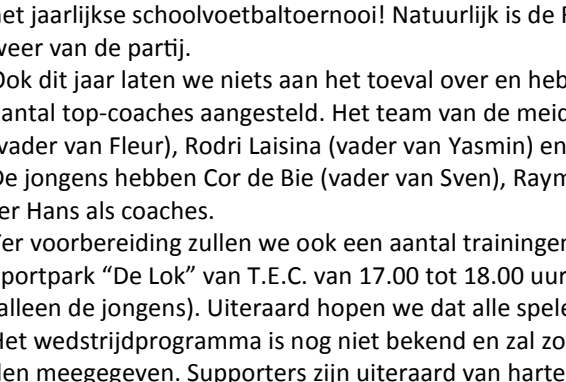 het jaarlijkse schoolvoetbaltoernooi! Natuurlijk is de
weer van de partij.
Ook dit jaar laten we niets aan het toeval over en heb
aantal top-coaches aangesteld. Het team van de meid
(vader van Fleur), Rodri Laisina (vader van Yasmin) en
De jongens hebben Cor de Bie (vader van Sven), Raym
er Hans als coaches.
Ter voorbereiding zullen we ook een aantal trainingen
sportpark “De Lok” van T.E.C. van 17.00 tot 18.00 uur
(alleen de jongens). Uiteraard hopen we dat alle spele
Het wedstrijdprogramma is nog niet bekend en zal zo
den meegegeven. Supporters zijn uiteraard van harte